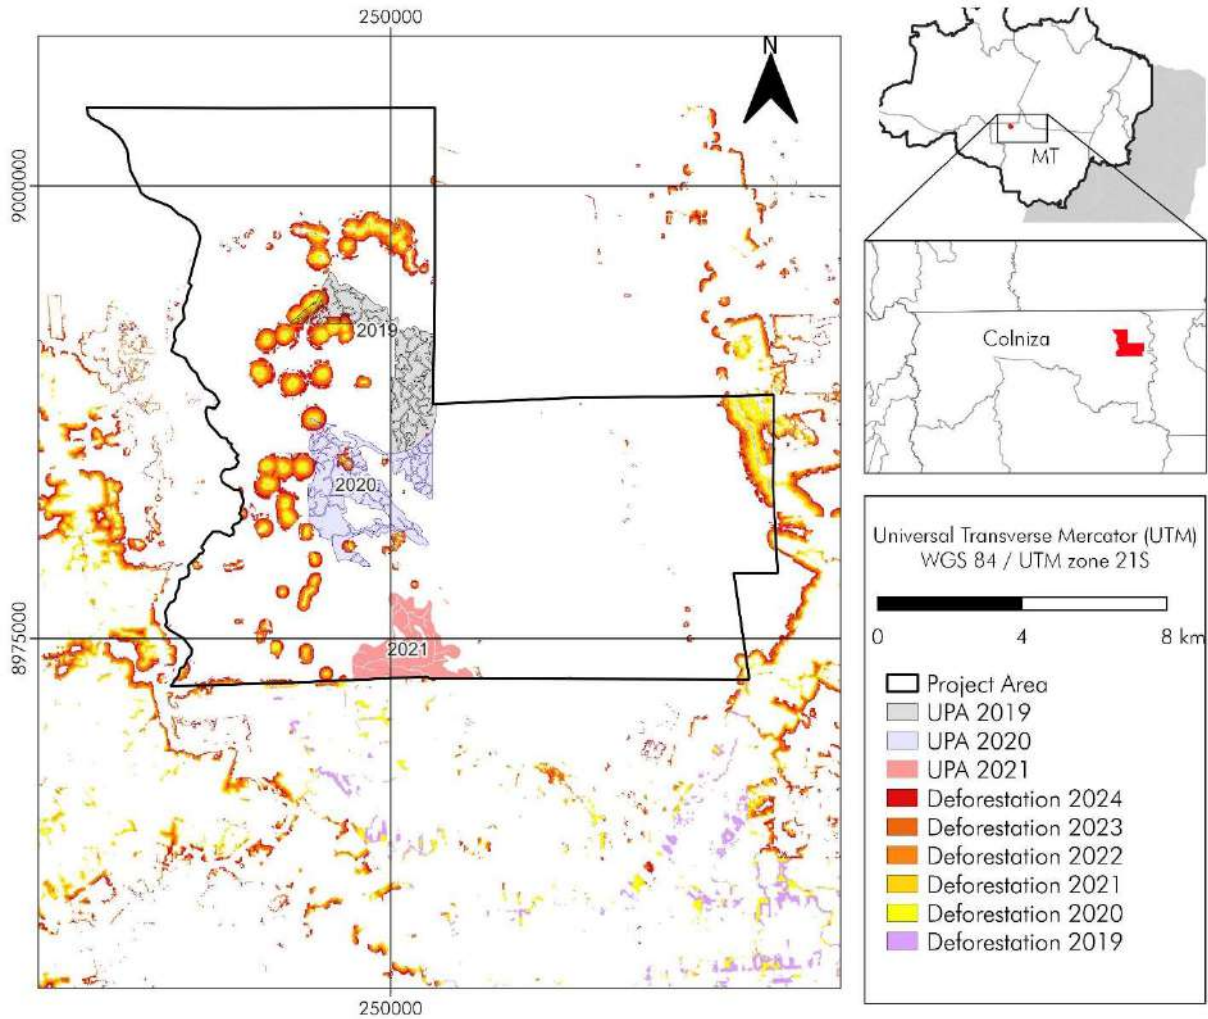 250000
N
9000000
2019
2020
8975000
2021
250000
MT
Colniza
Universal Transverse Mercator (UTM)
WGS 84 / UTM zone 21S
0 4 8 km
Project Area
UPA 2019
UPA 2020
UPA 2021
Deforestation 2024
Deforestation 2023
Deforestation 2022
Deforestation 2021
Deforestation 2020
Deforestation 2019